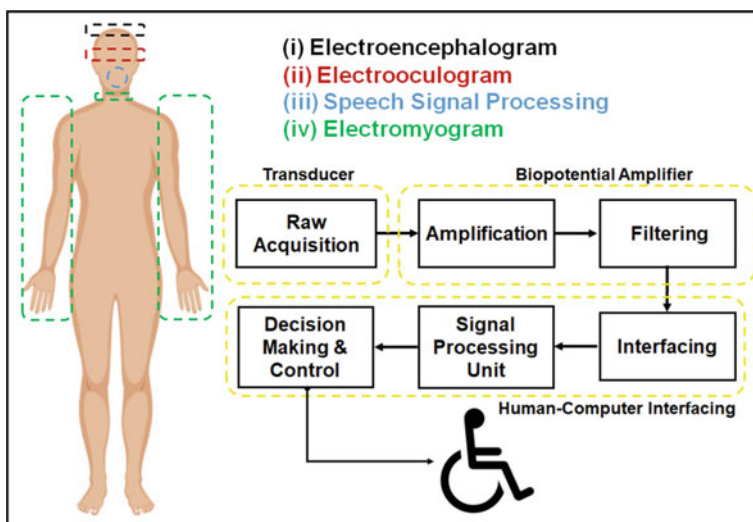 (i) Electroencephalogram
(ii) Electrooculogram
(iii) Speech Signal Processing
(iv) Electromyogram
Transducer
Biopotential Amplifier
Raw
Acquisition
Amplification
Filtering
Decision
Making &
Control
Signal
Processing
Unit
Interfacing
Human-Computer Interfacing